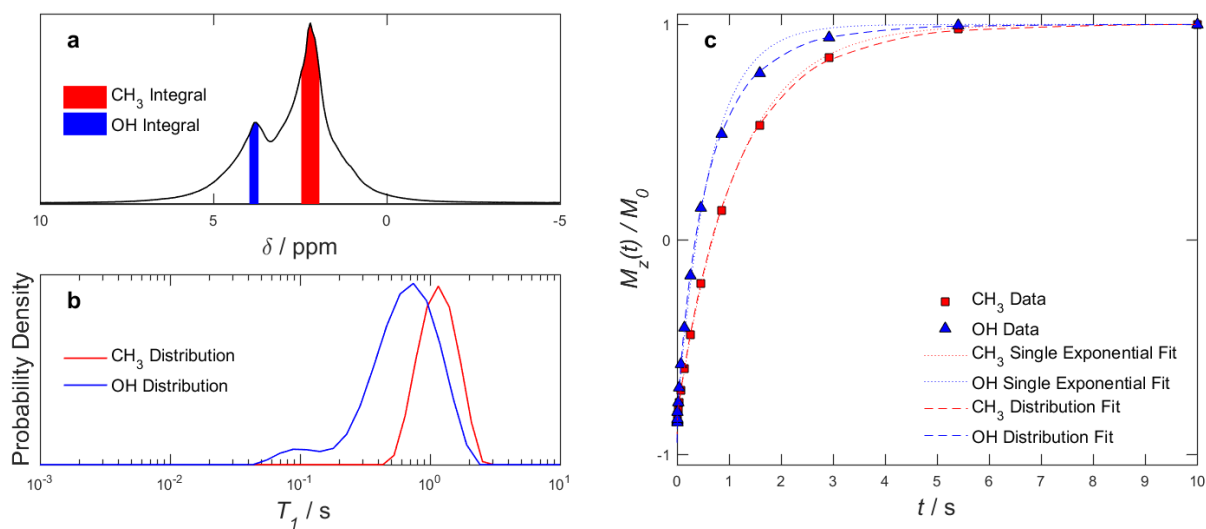 a
CH3 Integral
OH Integral
10
5
0
-5
δ / ppm
b
Probability Density
CH3 Distribution
OH Distribution
10^-3
10^-2
10^-1
10^0
10^1
T1 / s
c
Mz(t) / M0
1
0
-1
CH3 Data
OH Data
CH3 Single Exponential Fit
OH Single Exponential Fit
CH3 Distribution Fit
OH Distribution Fit
0
1
2
3
4
5
6
7
8
9
10
t / s